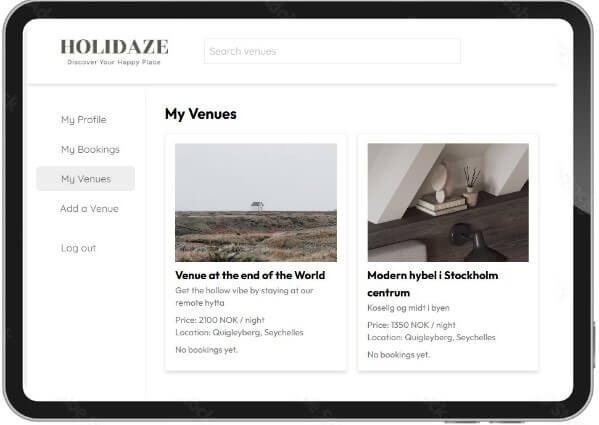 HOLIDAZE
Discover Your Happy Place
Search venues
My Profile
My Bookings
My Venues
Add a Venue
Log out
My Venues
Venue at the end of the World
Get the hollow vibe by staying at our
remote hytta
Price: 2100 NOK / night
Location: Quigleyberg, Seychelles
No bookings yet.
Modern hybel i Stockholm
centrum
Koselig og midt i byen
Price: 1350 NOK / night
Location: Quigleyberg, Seychelles
No bookings yet.